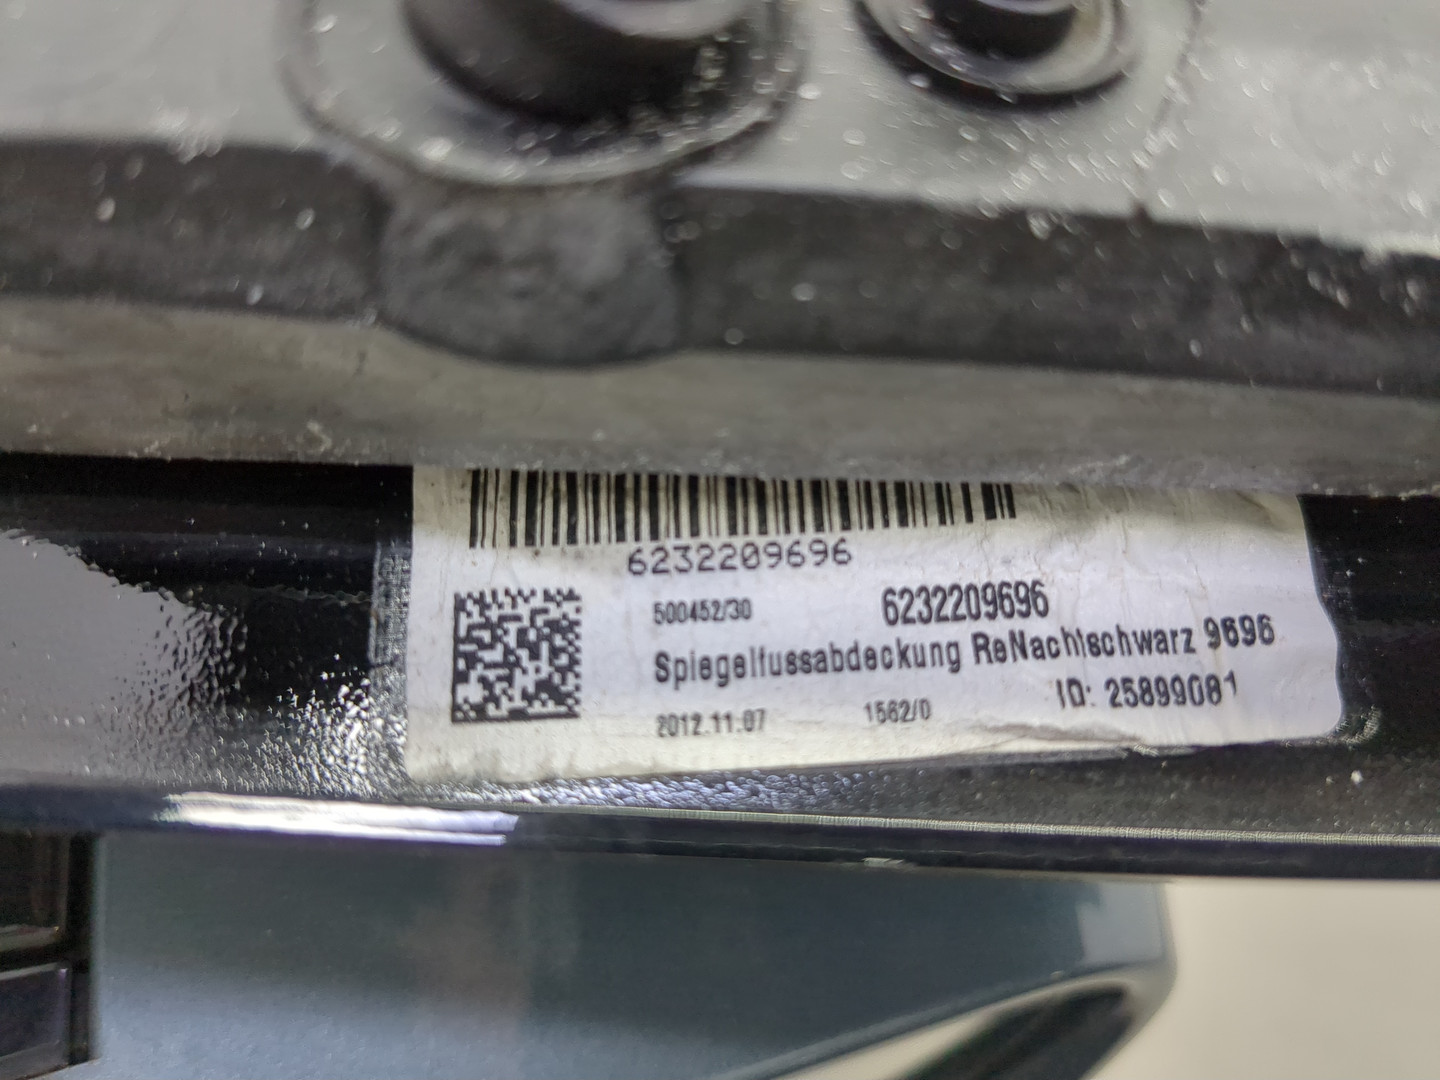 6232209696
500452/30 6232209696
Spiegelfussabdeckung ReNachtschwarz 9696
2012.11.07 1562/0 ID: 25899081